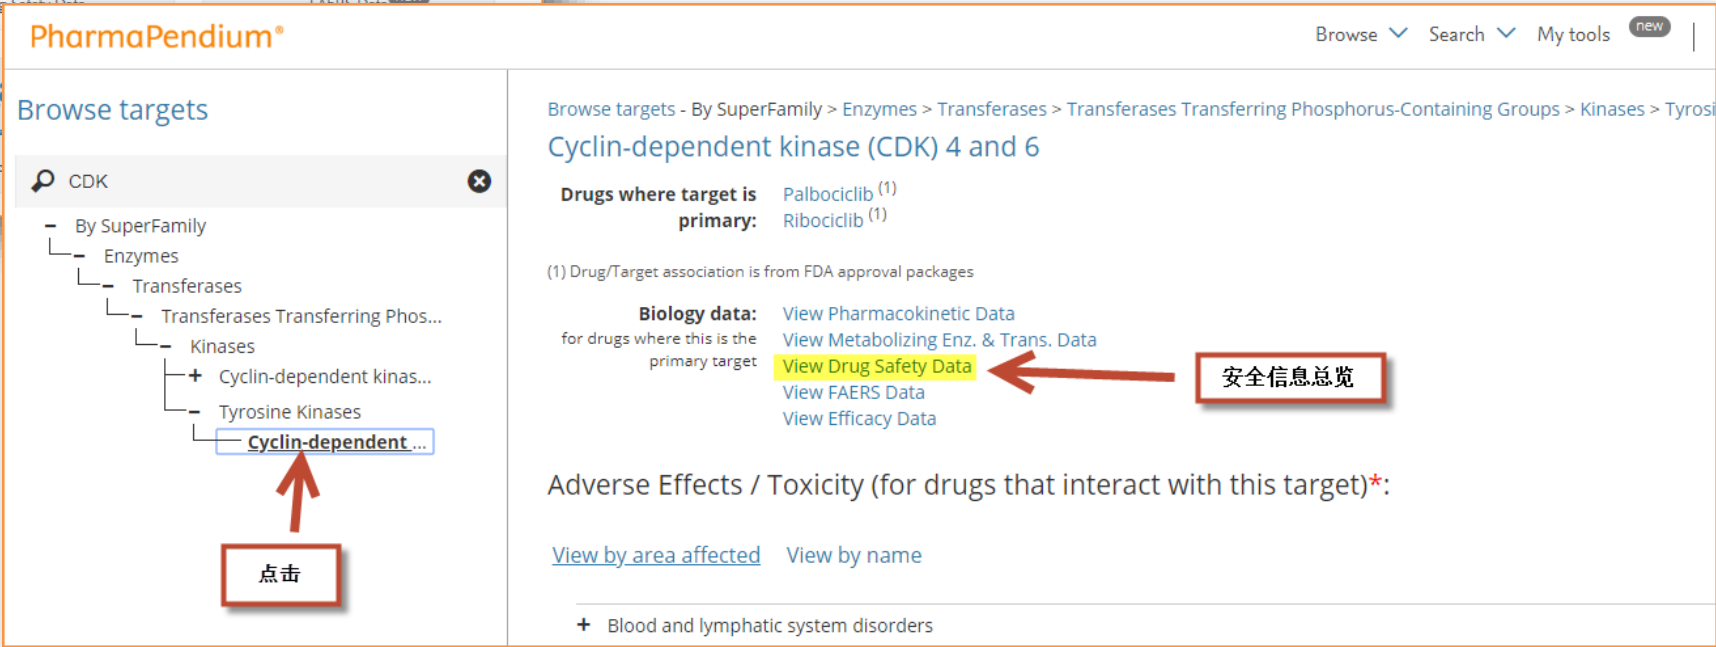 PharmaPendium®
Browse Search My tools new
Browse targets
CDK
By SuperFamily
Enzymes
Transferases
Transferases Transferring Phos...
Kinases
Cyclin-dependent kinas...
Tyrosine Kinases
Cyclin-dependent ...
点击
Browse targets - By SuperFamily > Enzymes > Transferases > Transferases Transferring Phosphorus-Containing Groups > Kinases > Tyrosi
Cyclin-dependent kinase (CDK) 4 and 6
Drugs where target is primary:
Palbociclib (1)
Ribociclib (1)
(1) Drug/Target association is from FDA approval packages
Biology data:
for drugs where this is the
primary target
View Pharmacokinetic Data
View Metabolizing Enz. & Trans. Data
View Drug Safety Data
View FAERS Data
View Efficacy Data
安全信息总览
Adverse Effects / Toxicity (for drugs that interact with this target)*:
View by area affected View by name
Blood and lymphatic system disorders